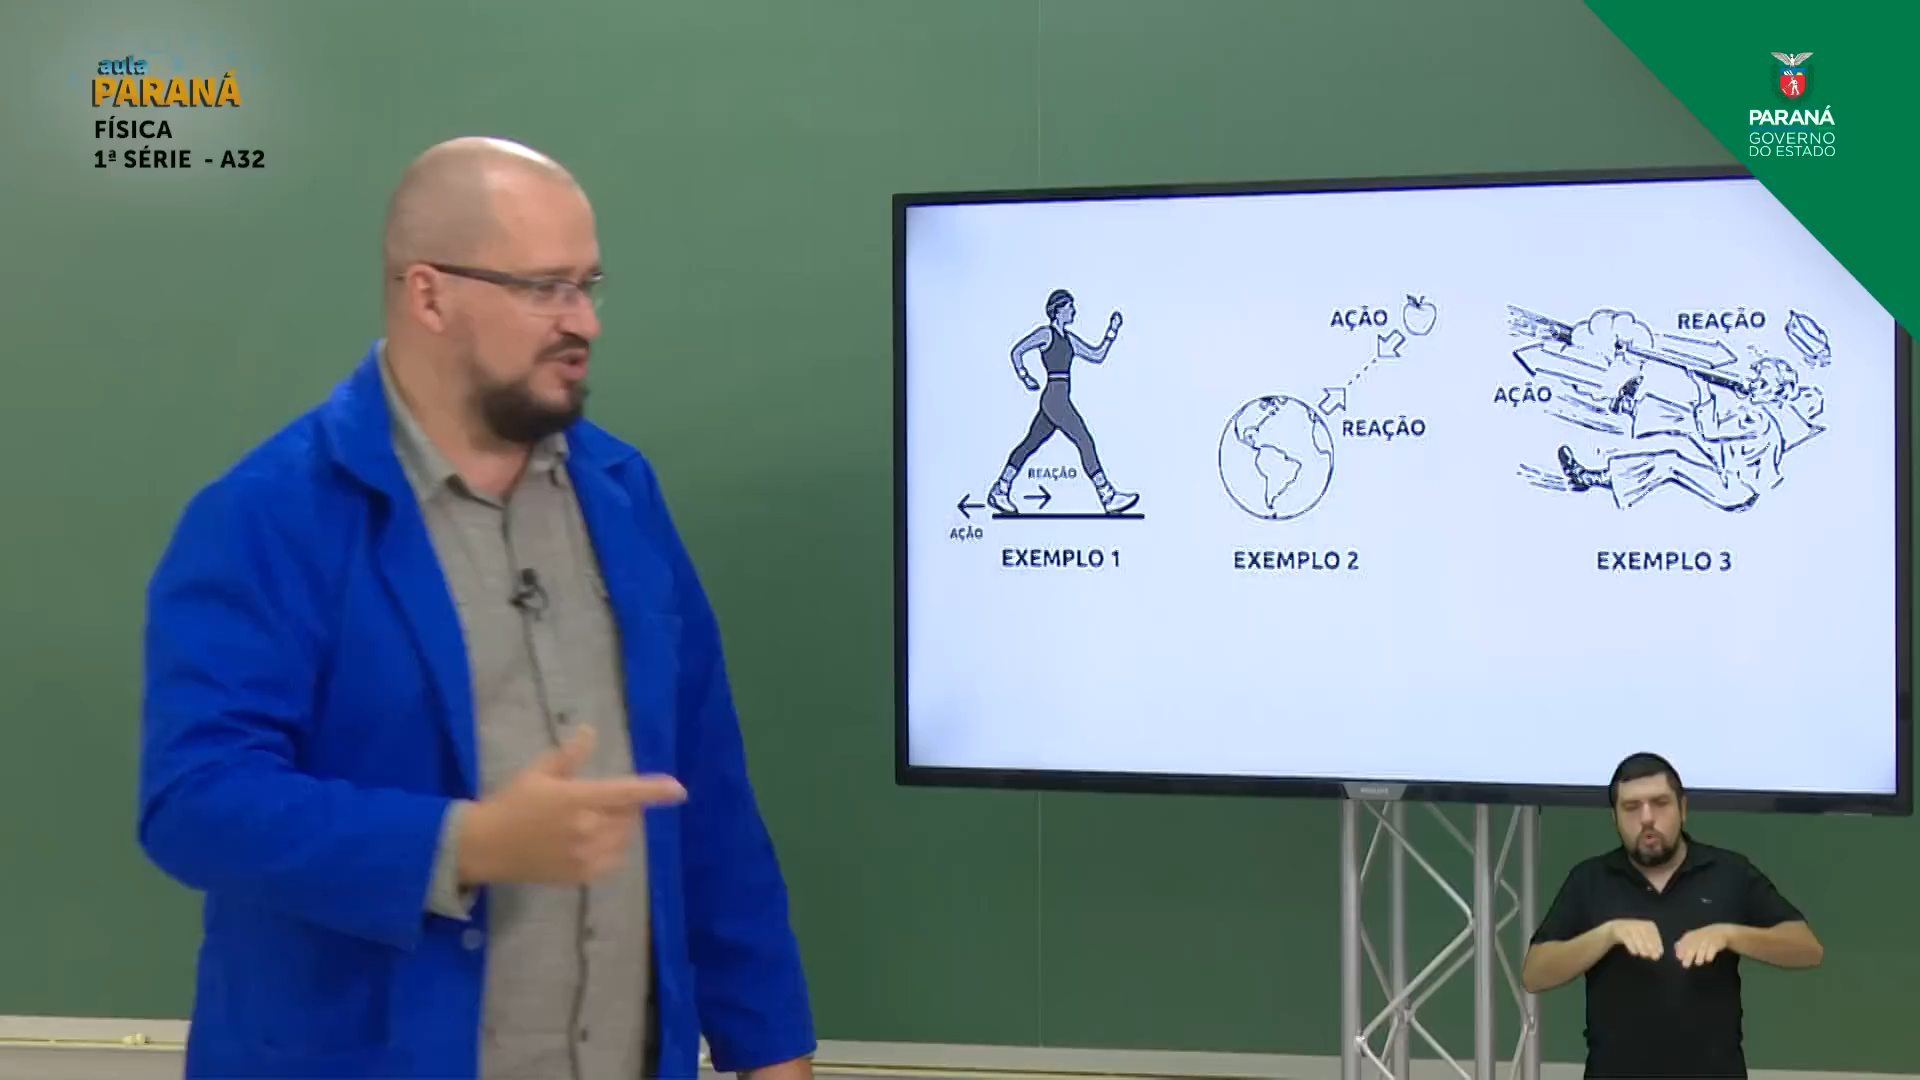 aula
PARANÁ
FÍSICA
1ª SÉRIE - A32
PARANÁ
GOVERNO
DO ESTADO
REAÇÃO
AÇÃO
EXEMPLO 1
AÇÃO
REAÇÃO
EXEMPLO 2
REAÇÃO
AÇÃO
EXEMPLO 3